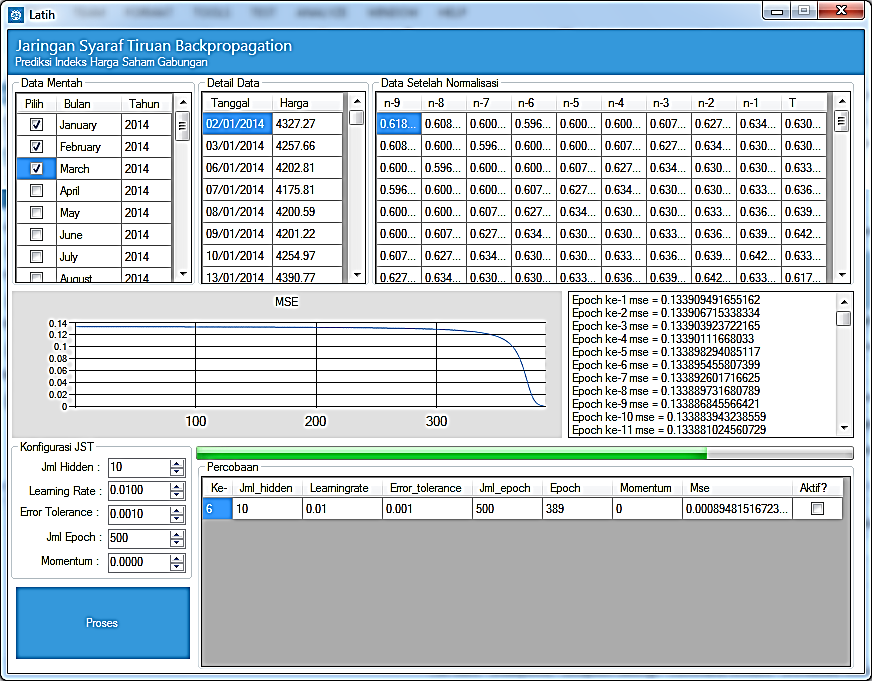 Latih
Jaringan Syaraf Tiruan Backpropagation
Prediksi Indeks Harga Saham Gabungan
Data Mentah
Pilih Bulan Tahun
January 2014
February 2014
March 2014
April 2014
May 2014
June 2014
July 2014
August 2014
Detail Data
Tanggal Harga
02/01/2014 4327.27
03/01/2014 4257.66
06/01/2014 4202.81
07/01/2014 4175.81
08/01/2014 4200.59
09/01/2014 4201.22
10/01/2014 4254.97
13/01/2014 4390.77
Data Setelah Normalisasi
n-9 n-8 n-7 n-6 n-5 n-4 n-3 n-2 n-1 T
0.618... 0.608... 0.600... 0.596... 0.600... 0.600... 0.607... 0.627... 0.634... 0.630...
0.608... 0.600... 0.596... 0.600... 0.600... 0.607... 0.627... 0.634... 0.630... 0.630...
0.600... 0.596... 0.600... 0.600... 0.607... 0.627... 0.634... 0.630... 0.630... 0.633...
0.596... 0.600... 0.600... 0.607... 0.627... 0.634... 0.630... 0.630... 0.633... 0.636...
0.600... 0.600... 0.607... 0.627... 0.634... 0.630... 0.630... 0.633... 0.636... 0.639...
0.600... 0.607... 0.627... 0.634... 0.630... 0.630... 0.633... 0.636... 0.639... 0.642...
0.607... 0.627... 0.634... 0.630... 0.630... 0.633... 0.636... 0.639... 0.642... 0.633...
0.627... 0.634... 0.630... 0.630... 0.633... 0.636... 0.639... 0.642... 0.633... 0.617...
MSE
0.14
0.12
0.1
0.08
0.06
0.04
0.02
0
100 200 300
Epoch ke-1 mse = 0.133909491655162
Epoch ke-2 mse = 0.133906715338334
Epoch ke-3 mse = 0.133903923722165
Epoch ke-4 mse = 0.13390111668033
Epoch ke-5 mse = 0.133898294085117
Epoch ke-6 mse = 0.133895455807399
Epoch ke-7 mse = 0.133892601716625
Epoch ke-8 mse = 0.133889731680789
Epoch ke-9 mse = 0.133886845566421
Epoch ke-10 mse = 0.133883943238559
Epoch ke-11 mse = 0.133881024560729
Konfigurasi JST
Jml Hidden : 10
Learning Rate : 0.0100
Error Tolerance : 0.0010
Jml Epoch : 500
Momentum : 0.0000
Proses
Percobaan
Ke- Jml_hidden Learningrate Error_tolerance Jml_epoch Epoch Momentum Mse Aktif?
6 10 0.01 0.001 500 389 0 0.00089481516723...